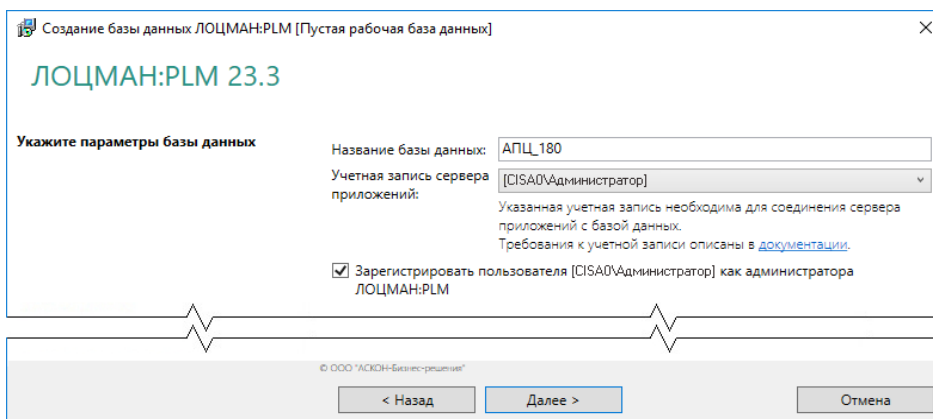 Создание базы данных ЛОЦМАН:PLM [Пустая рабочая база данных]
ЛОЦМАН:PLM 23.3
Укажите параметры базы данных
Название базы данных: АПЦ_180
Учетная запись сервера приложений: [CISA0\Администратор]
Указанная учетная запись необходима для соединения сервера
приложений с базой данных.
Требования к учетной записи описаны в документации.
Зарегистрировать пользователя [CISA0\Администратор] как администратора
ЛОЦМАН:PLM
© ООО "АСКОН-Бизнес-решения"
< Назад
Далее >
Отмена